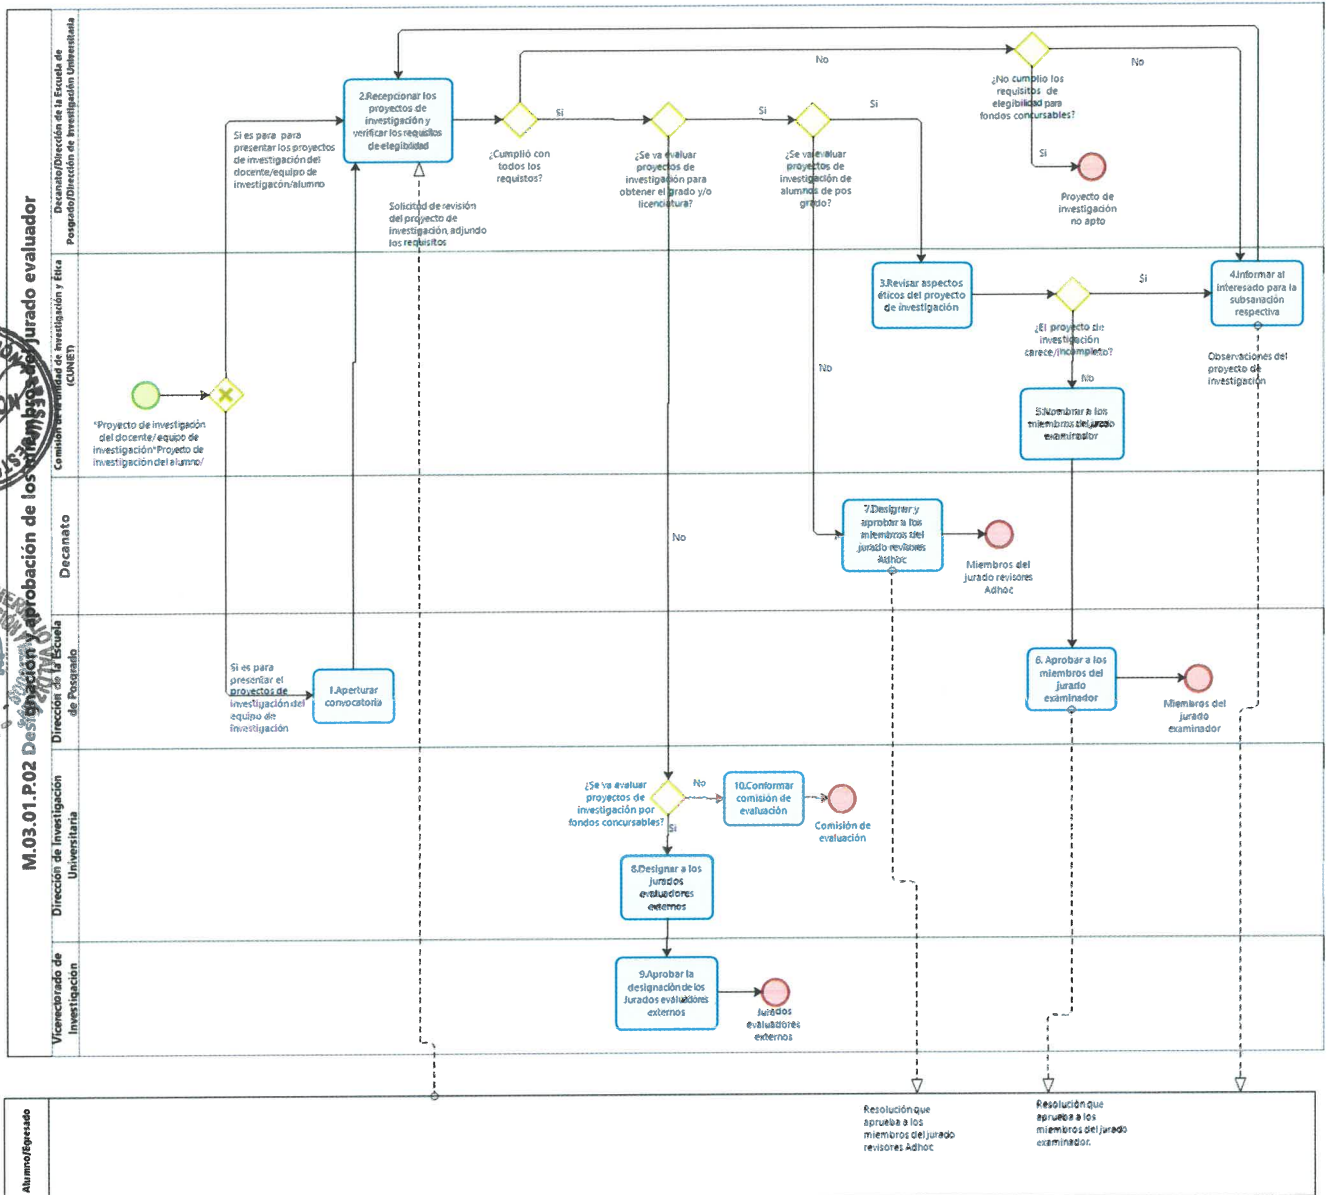 M.03.01.P.02 Designación y aprobación de los miembros del jurado evaluador
Decanato/Dirección de la Escuela de
Posgrado/Dirección de Investigación Universitaria
2.Recepcionar los
proyectos de
investigación y
verificar los requisitos
de elegibilidad
Si es para para
presentar los proyectos
de investigación del
docente/equipo de
investigacón/alumno
Solicitud de revisión
del proyecto de
investigación, adjundo
los requisitos
¿Cumplió con
todos los
requistos?
Si
No
¿Se va evaluar
proyectos de
investigación para
obtener el grado y/o
licenciatura?
Si
¿Se va evaluar
proyectos de
investigación de
alumnos de pos
grado?
Si
¿No cumplio los
requisitos de
elegibilidad para
fondos concursables?
No
Si
Proyecto de
investigación
no apto
Comisión de la unidad de Investigación y Ética
(CUNIET)
*Proyecto de investigación
del docente/equipo de
investigación*Proyecto de
investigación del alumno/
3.Revisar aspectos
éticos del proyecto
de investigación
¿El proyecto de
investigación
carece/incompleto?
Si
No
4.Informar al
interesado para la
subsanación
respectiva
Observaciones del
proyecto de
investigación
5.Nombrar a los
miembros del jurado
examinador
No
Decanato
No
7.Designer y
aprobar a los
miembros del
jurado revisores
Adhoc
Miembros del
jurado revisores
Adhoc
Dirección de la Escuela
de Posgrado
Si es para
presentar el
proyectos de
investigación del
equipo de
investigación
1.Aperturar
convocatoria
6. Aprobar a los
miembros del
jurado
examinador
Miembros del
jurado
examinador
Dirección de Investigación
Universitaria
¿Se va evaluar
proyectos de
investigación por
fondos concursables?
No
Si
10.Conformar
comisión de
evaluación
Comisión de
evaluación
8.Designar a los
jurados
evaluadores
externos
Vicerectorado de
Investigación
9.Aprobar la
designación de los
Jurados evaluadores
externos
Jurados
evaluadores
externos
Alumno/Egresado
Resolución que
aprueba a los
miembros del jurado
revisores Adhoc
Resolución que
aprueba a los
miembros del jurado
examinador.